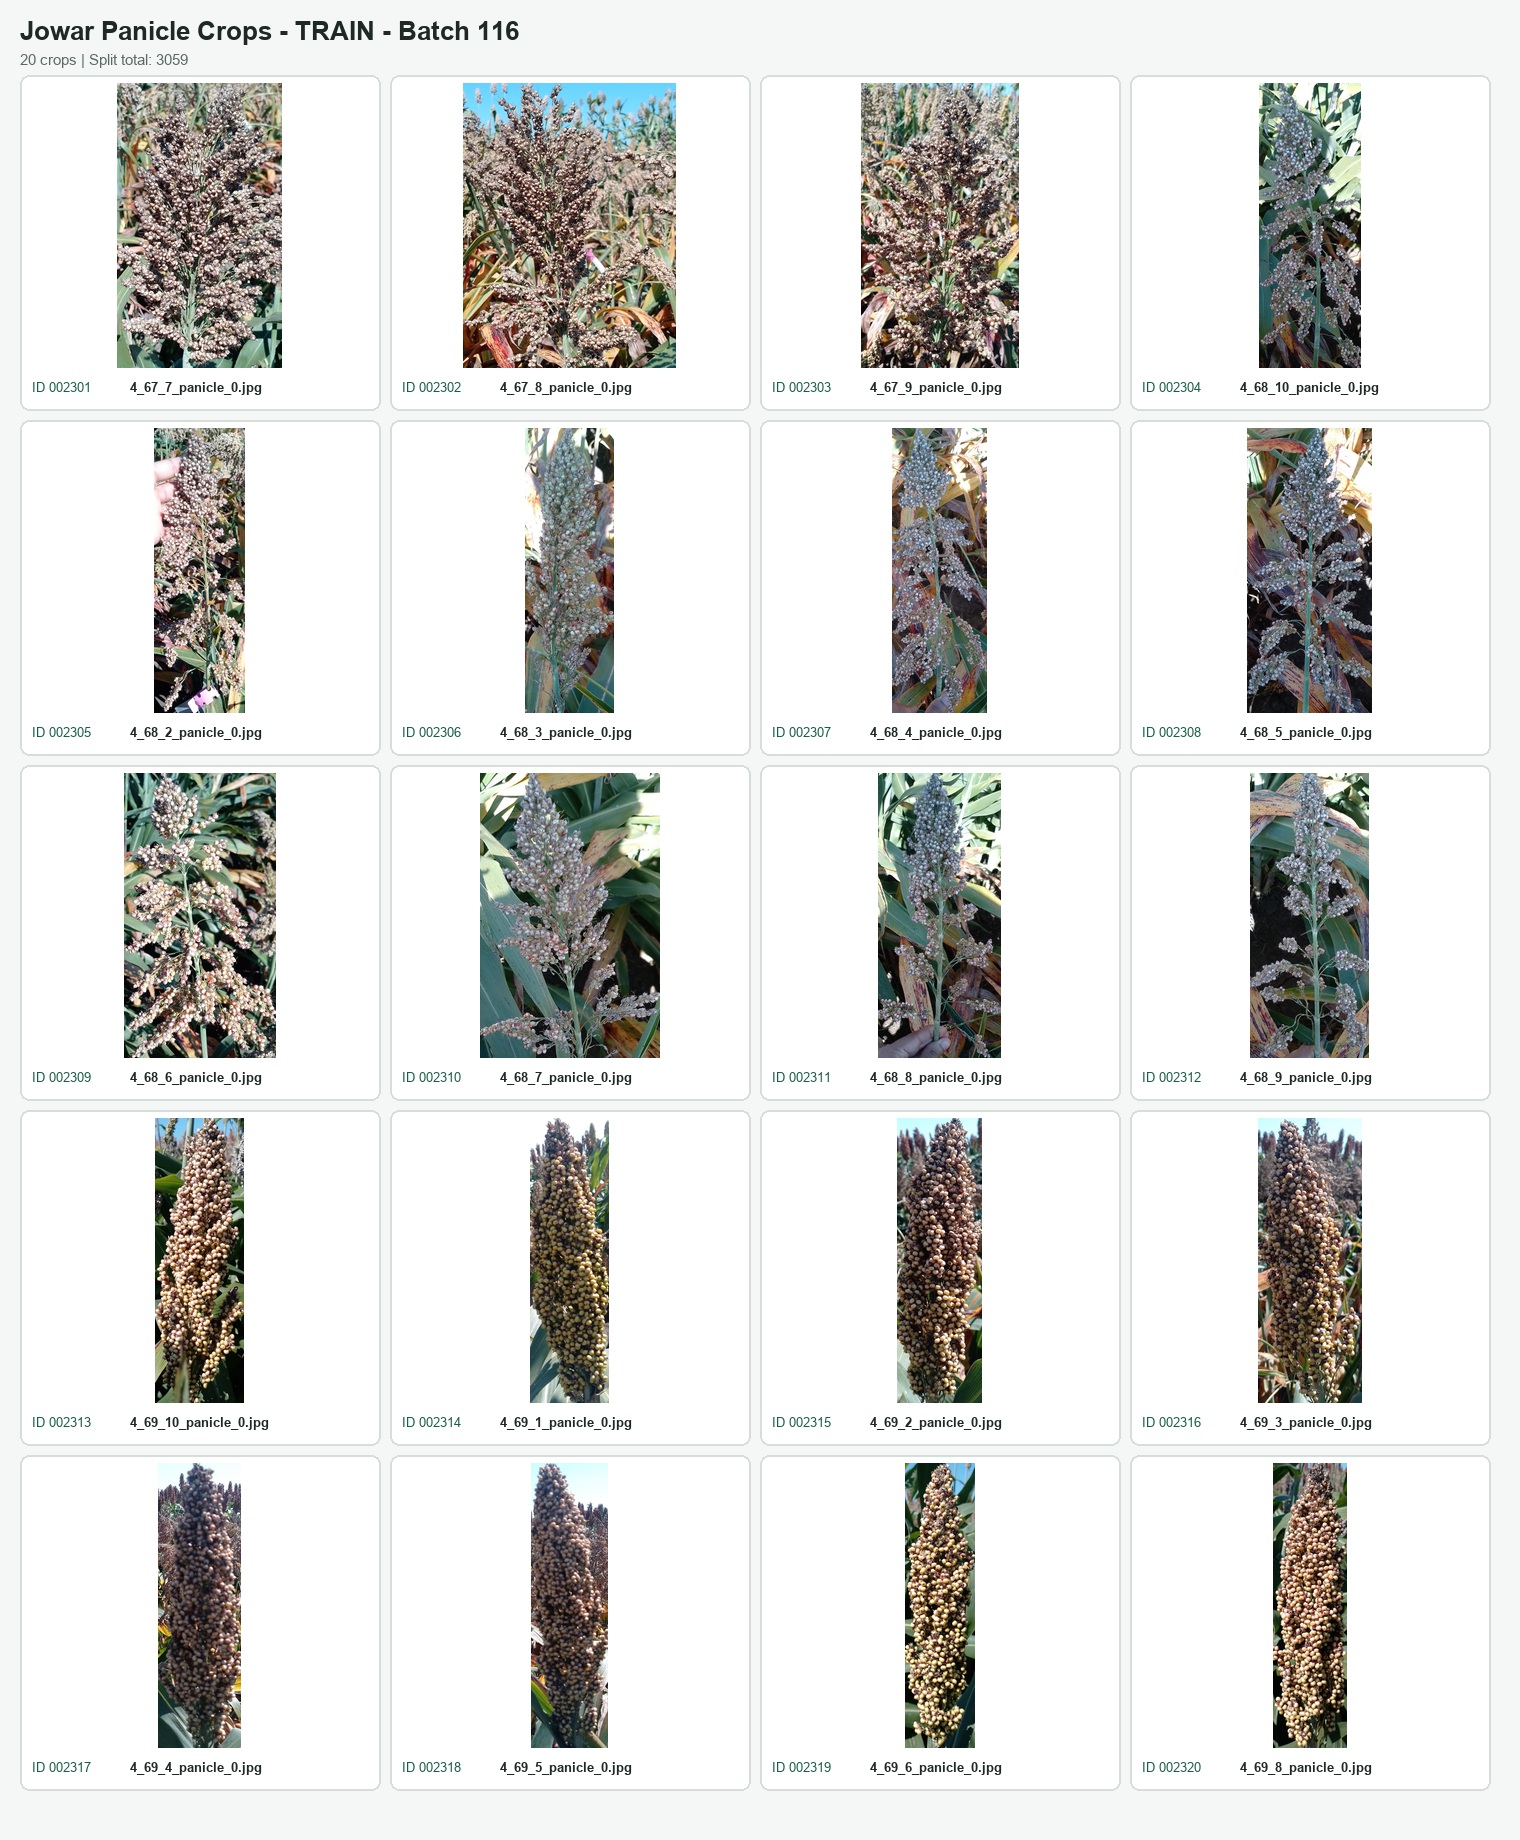 Jowar Panicle Crops - TRAIN - Batch 116
20 crops | Split total: 3059
ID 002301 4_67_7_panicle_0.jpg
ID 002302 4_67_8_panicle_0.jpg
ID 002303 4_67_9_panicle_0.jpg
ID 002304 4_68_10_panicle_0.jpg
ID 002305 4_68_2_panicle_0.jpg
ID 002306 4_68_3_panicle_0.jpg
ID 002307 4_68_4_panicle_0.jpg
ID 002308 4_68_5_panicle_0.jpg
ID 002309 4_68_6_panicle_0.jpg
ID 002310 4_68_7_panicle_0.jpg
ID 002311 4_68_8_panicle_0.jpg
ID 002312 4_68_9_panicle_0.jpg
ID 002313 4_69_10_panicle_0.jpg
ID 002314 4_69_1_panicle_0.jpg
ID 002315 4_69_2_panicle_0.jpg
ID 002316 4_69_3_panicle_0.jpg
ID 002317 4_69_4_panicle_0.jpg
ID 002318 4_69_5_panicle_0.jpg
ID 002319 4_69_6_panicle_0.jpg
ID 002320 4_69_8_panicle_0.jpg